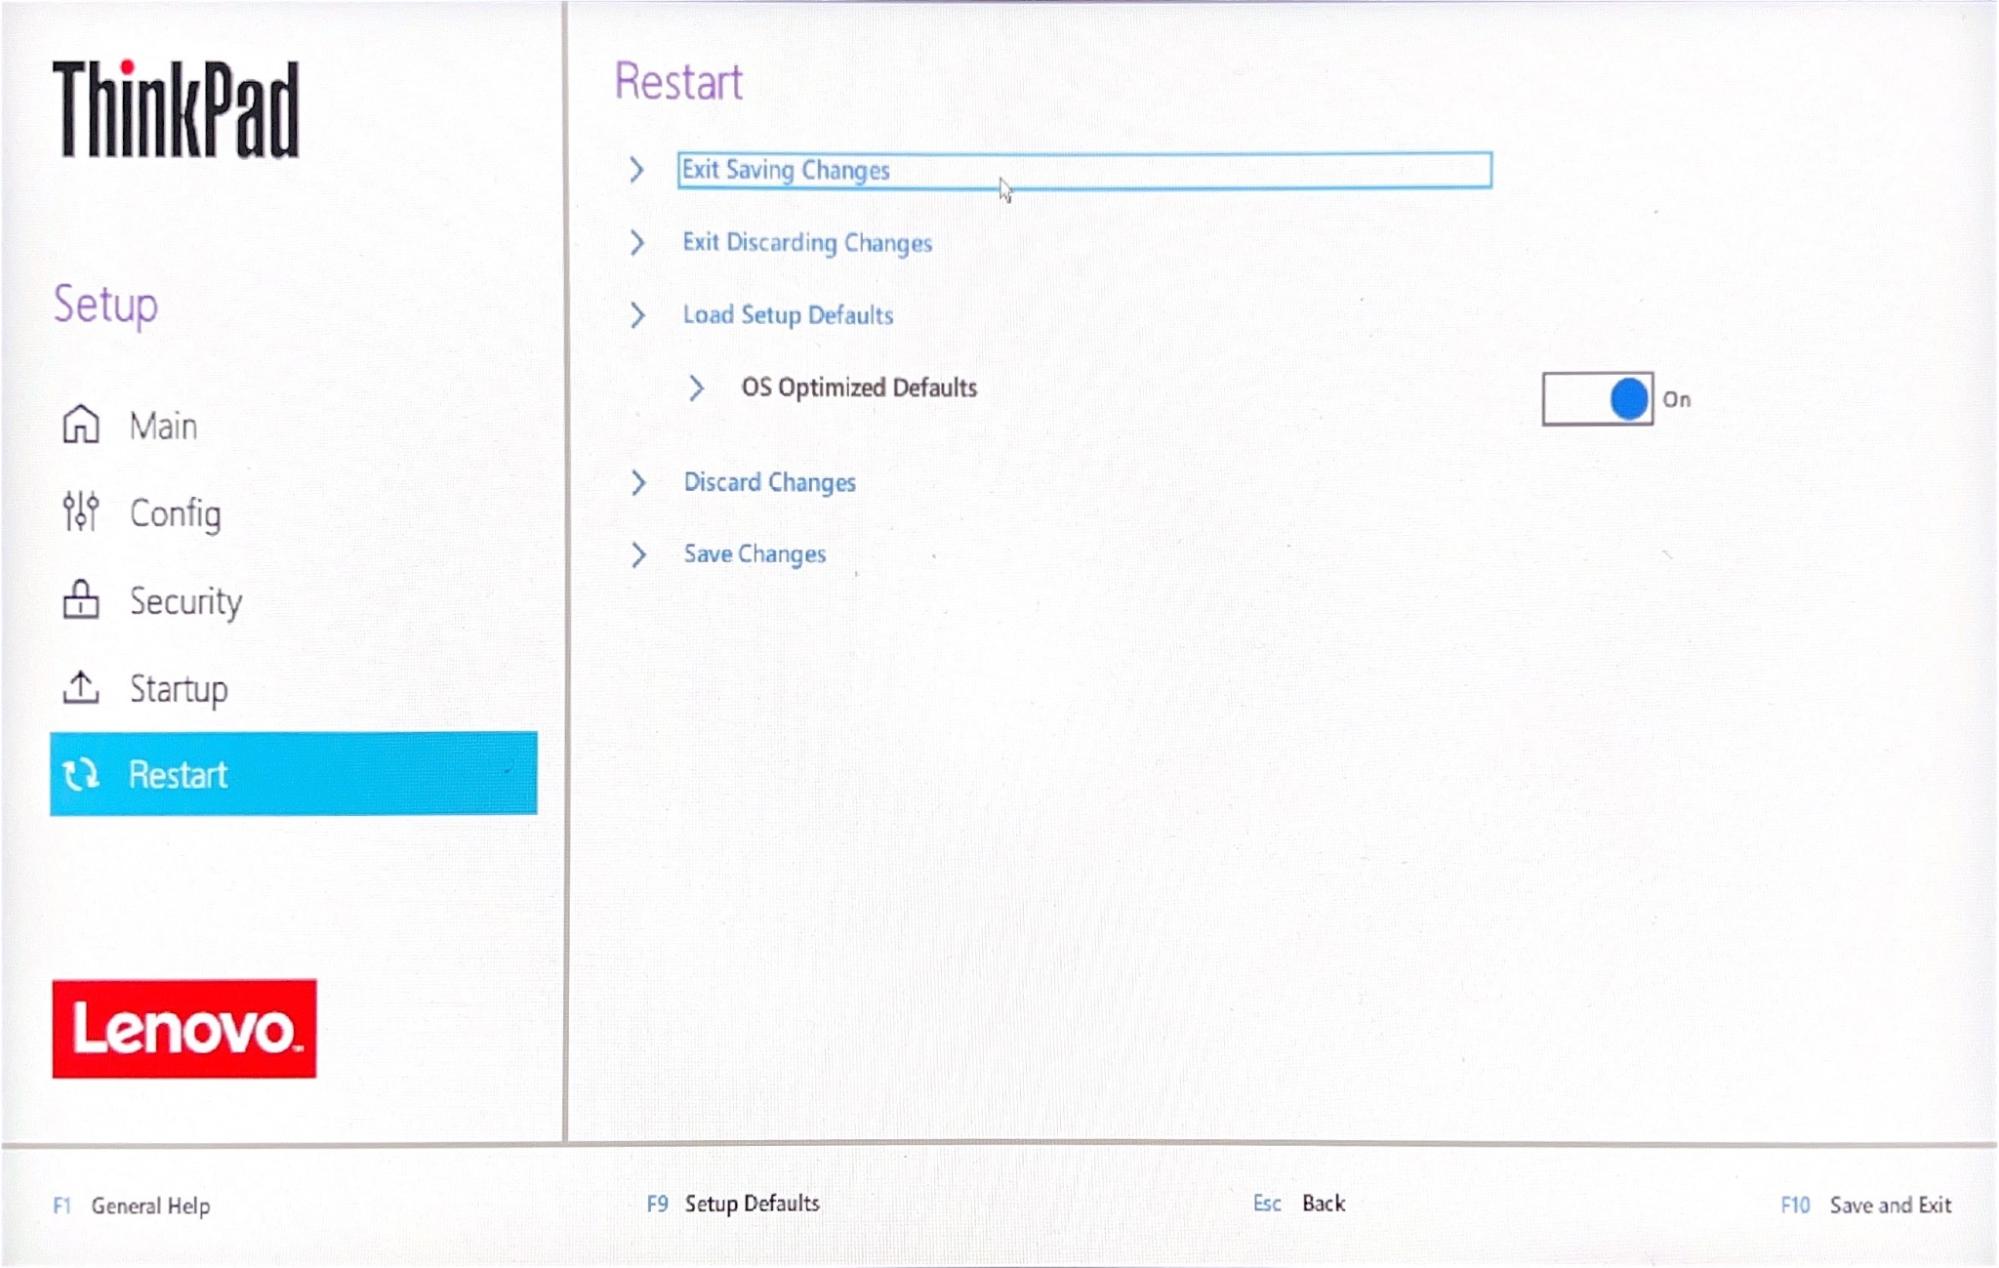 ThinkPad
Setup
Main
Config
Security
Startup
Restart
Lenovo™
Restart
Exit Saving Changes
Exit Discarding Changes
Load Setup Defaults
OS Optimized Defaults
On
Discard Changes
Save Changes
F1 General Help
F9 Setup Defaults
Esc Back
F10 Save and Exit